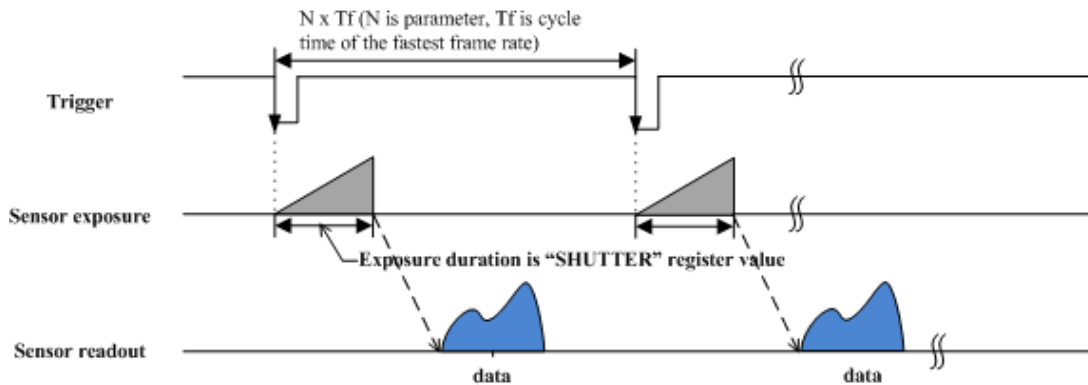 N x Tf (N is parameter, Tf is cycle
time of the fastest frame rate)
Trigger
Sensor exposure
Exposure duration is “SHUTTER” register value
Sensor readout
data
data